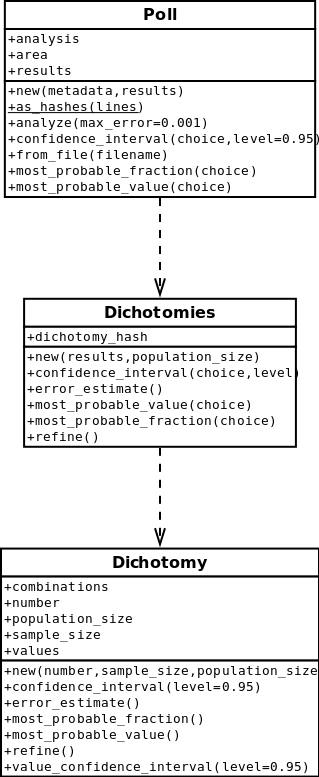 Poll
+analysis
+area
+results
+new(metadata,results)
+as_hashes(lines)
+analyze(max_error=0.001)
+confidence_interval(choice,level=0.95)
+from_file(filename)
+most_probable_fraction(choice)
+most_probable_value(choice)
Dichotomies
+dichotomy_hash
+new(results,population_size)
+confidence_interval(choice,level)
+error_estimate()
+most_probable_value(choice)
+most_probable_fraction(choice)
+refine()
Dichotomy
+combinations
+number
+population_size
+sample_size
+values
+new(number,sample_size,population_size
+confidence_interval(level=0.95)
+error_estimate()
+most_probable_fraction()
+most_probable_value()
+refine()
+value_confidence_interval(level=0.95)